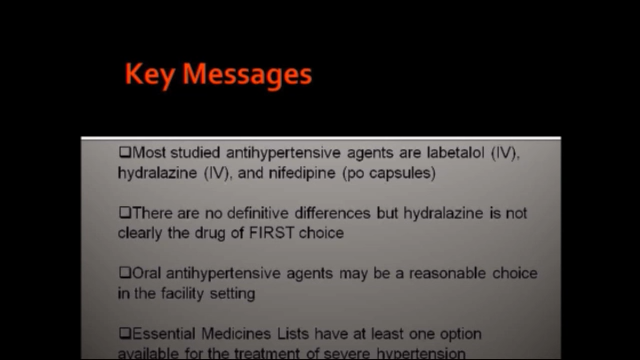 Key Messages
❑Most studied antihypertensive agents are labetalol (IV),
hydralazine (IV), and nifedipine (po capsules)
❑There are no definitive differences but hydralazine is not
clearly the drug of FIRST choice
❑Oral antihypertensive agents may be a reasonable choice
in the facility setting
❑Essential Medicines Lists have at least one option
available for the treatment of severe hypertension